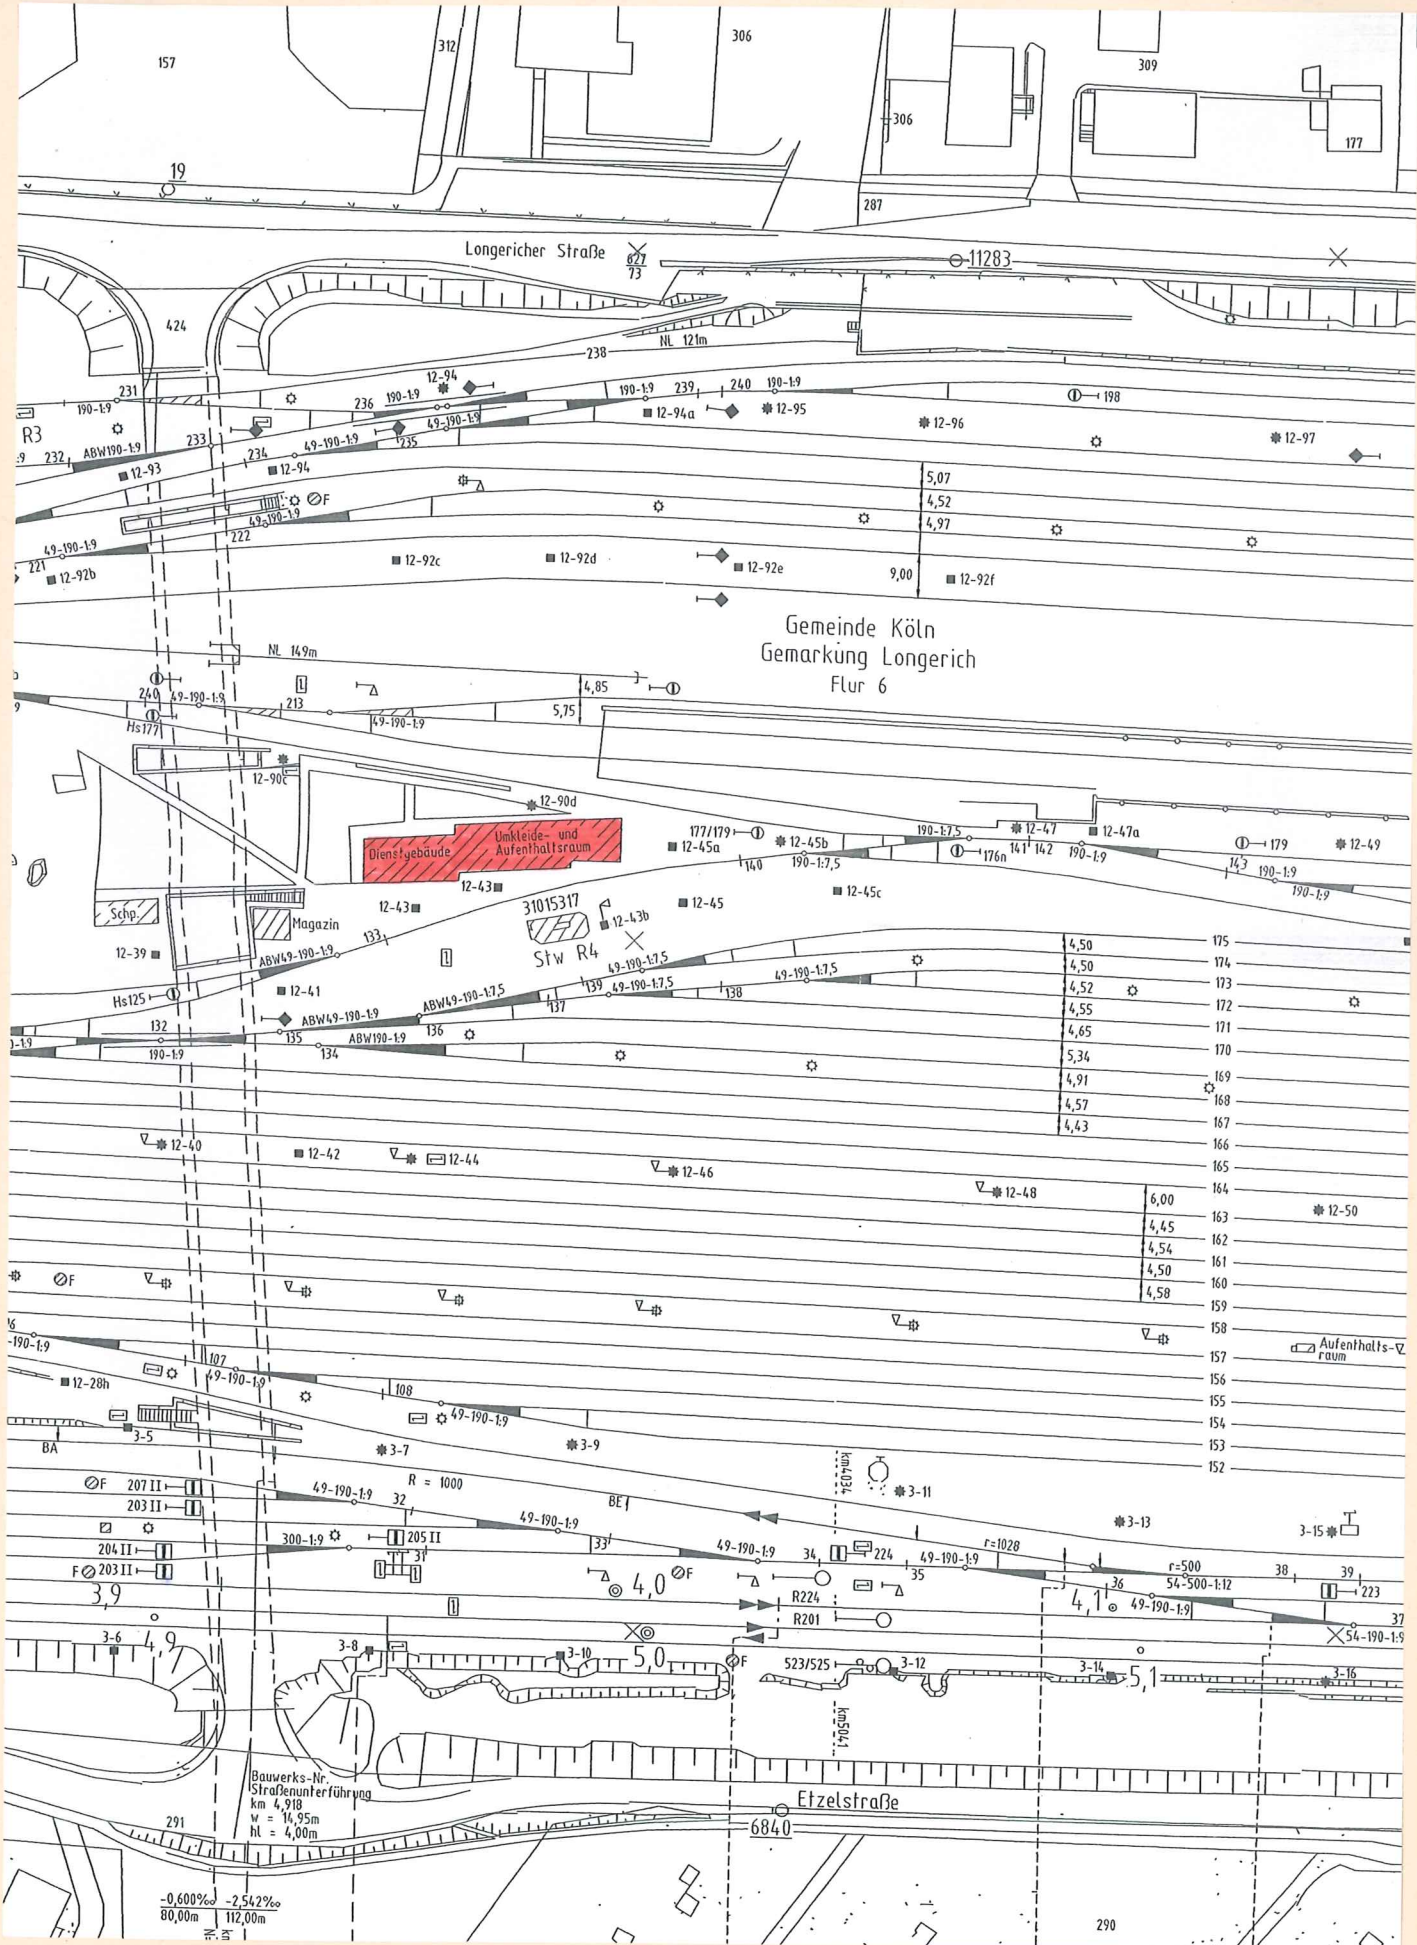 157
312
306
309
306
177
19
287
Longericher Straße
627
73
11283
424
NL 121m
238
231
190-1:9
12-94
236
190-1:9
190-1:9
239
240
190-1:9
198
R3
12-94a
12-95
12-96
12-97
232
ABW190-1:9
233
234
49-190-1:9
235
49-190-1:9
12-93
12-94
5,07
4,52
4,97
9,00
F
49-190-1:9
222
49-190-1:9
221
12-92b
12-92c
12-92d
12-92e
12-92f
Gemeinde Köln
Gemarkung Longerich
Flur 6
NL 149m
4,85
5,75
240
49-190-1:9
213
49-190-1:9
Hs177
12-90c
12-90d
Dienstgebäude
Umkleide- und
Aufenthaltsraum
177/179
12-45a
12-45b
190-1:7,5
140
190-1:7,5
12-47
12-47a
176n
141
142
190-1:9
179
12-49
143
190-1:9
190-1:9
12-43
12-43
12-45
12-45c
Schp.
Magazin
31015317
12-43b
Stw R4
12-39
133
ABW49-190-1:9
Hs125
12-41
ABW49-190-1:7,5
49-190-1:7,5
139
49-190-1:7,5
137
49-190-1:7,5
138
132
190-1:9
ABW49-190-1:9
135
134
ABW190-1:9
136
4,50
4,50
4,52
4,55
4,65
5,34
4,91
4,57
4,43
175
174
173
172
171
170
169
168
167
166
165
164
163
162
161
160
159
158
157
156
155
154
153
152
12-40
12-42
12-44
12-46
12-48
12-50
6,00
4,45
4,54
4,50
4,58
F
-190-1:9
Aufenthalts-
raum
107
49-190-1:9
108
49-190-1:9
12-28h
BA
3-5
3-7
3-9
R = 1000
BE
km4034
3-11
3-13
3-15
F
207 II
203 II
204 II
F
203 II
49-190-1:9
32
49-190-1:9
300-1:9
205 II
31
33
49-190-1:9
34
224
35
49-190-1:9
r=1028
r=500
54-500-1:12
36
49-190-1:9
38
39
223
37
54-190-1:9
3,9
4,0
F
4,1
R224
R201
4,9
5,0
5,1
3-6
3-8
3-10
F
523/525
3-12
3-14
3-16
km5041
Bauwerks-Nr.
Straßenunterführung
km 4,918
w = 14,95m
hl = 4,00m
Etzelstraße
6840
291
-0,600‰
-2,542‰
80,00m
112,00m
290